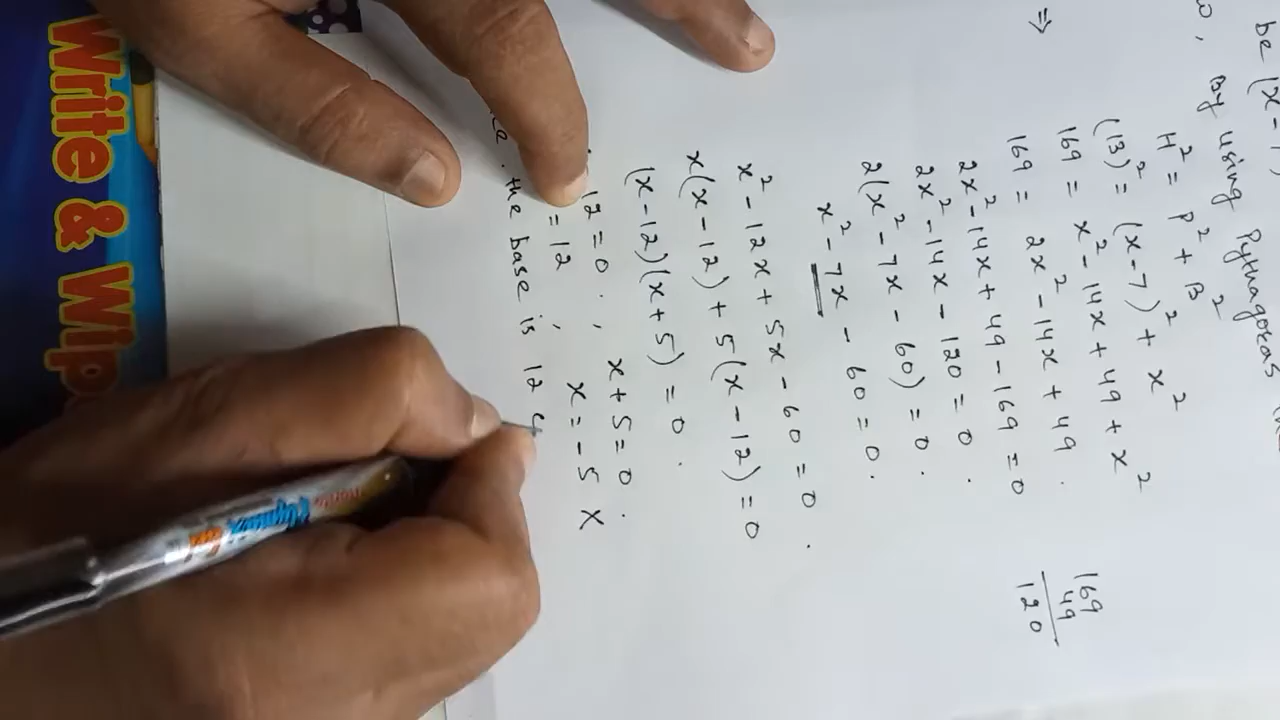 be (x-7)
By using Pythagoras
H² = P² + B²
(13)² = (x-7)² + x²
169 = x² - 14x + 49 + x²
169 = 2x² - 14x + 49.
2x² - 14x + 49 - 169 = 0
2x² - 14x - 120 = 0.
2(x² - 7x - 60) = 0.
x² - 7x - 60 = 0.
x² - 12x + 5x - 60 = 0.
x(x - 12) + 5(x - 12) = 0
(x-12)(x+5) = 0.
12 = 0., x + 5 = 0.
= 12, x = -5 X
the base is 12
⇒
169
49
120
Write & Wip